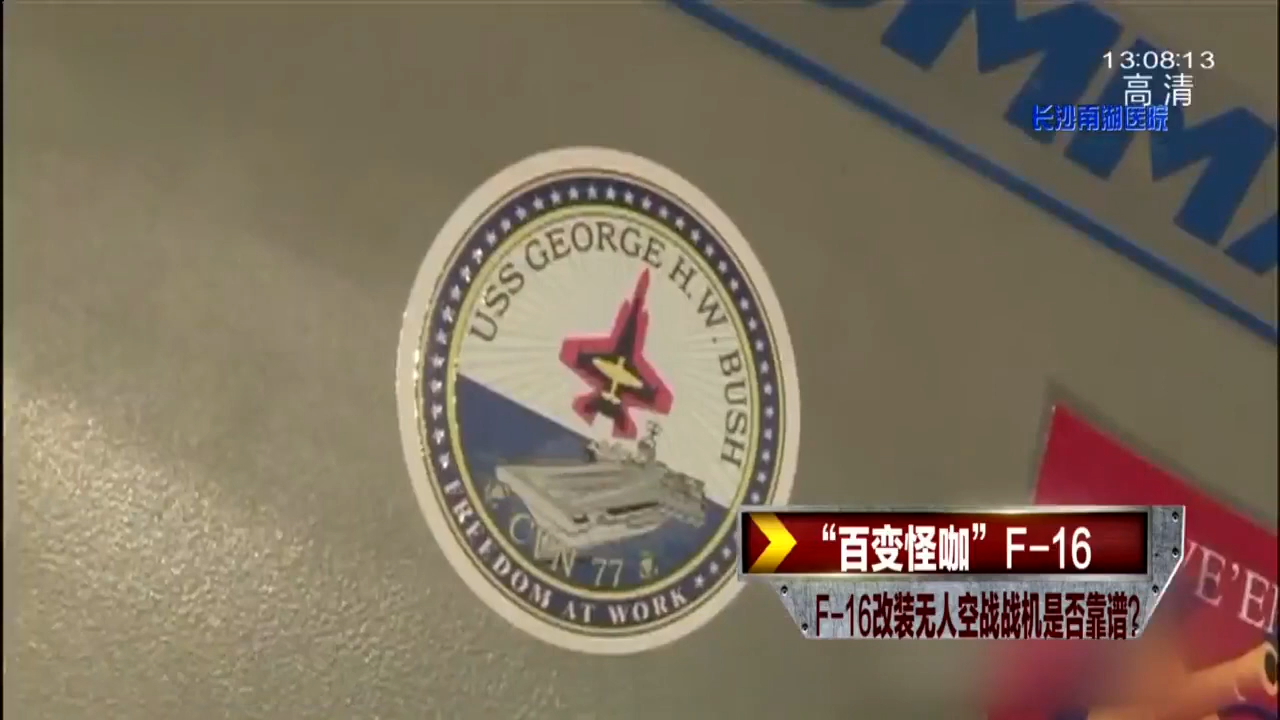 13:08:13
高清
长沙南湖医院
USS GEORGE H.W. BUSH
CVN 77
FREEDOM AT WORK
“百变怪咖”F-16
F-16改装无人空战战机是否靠谱?